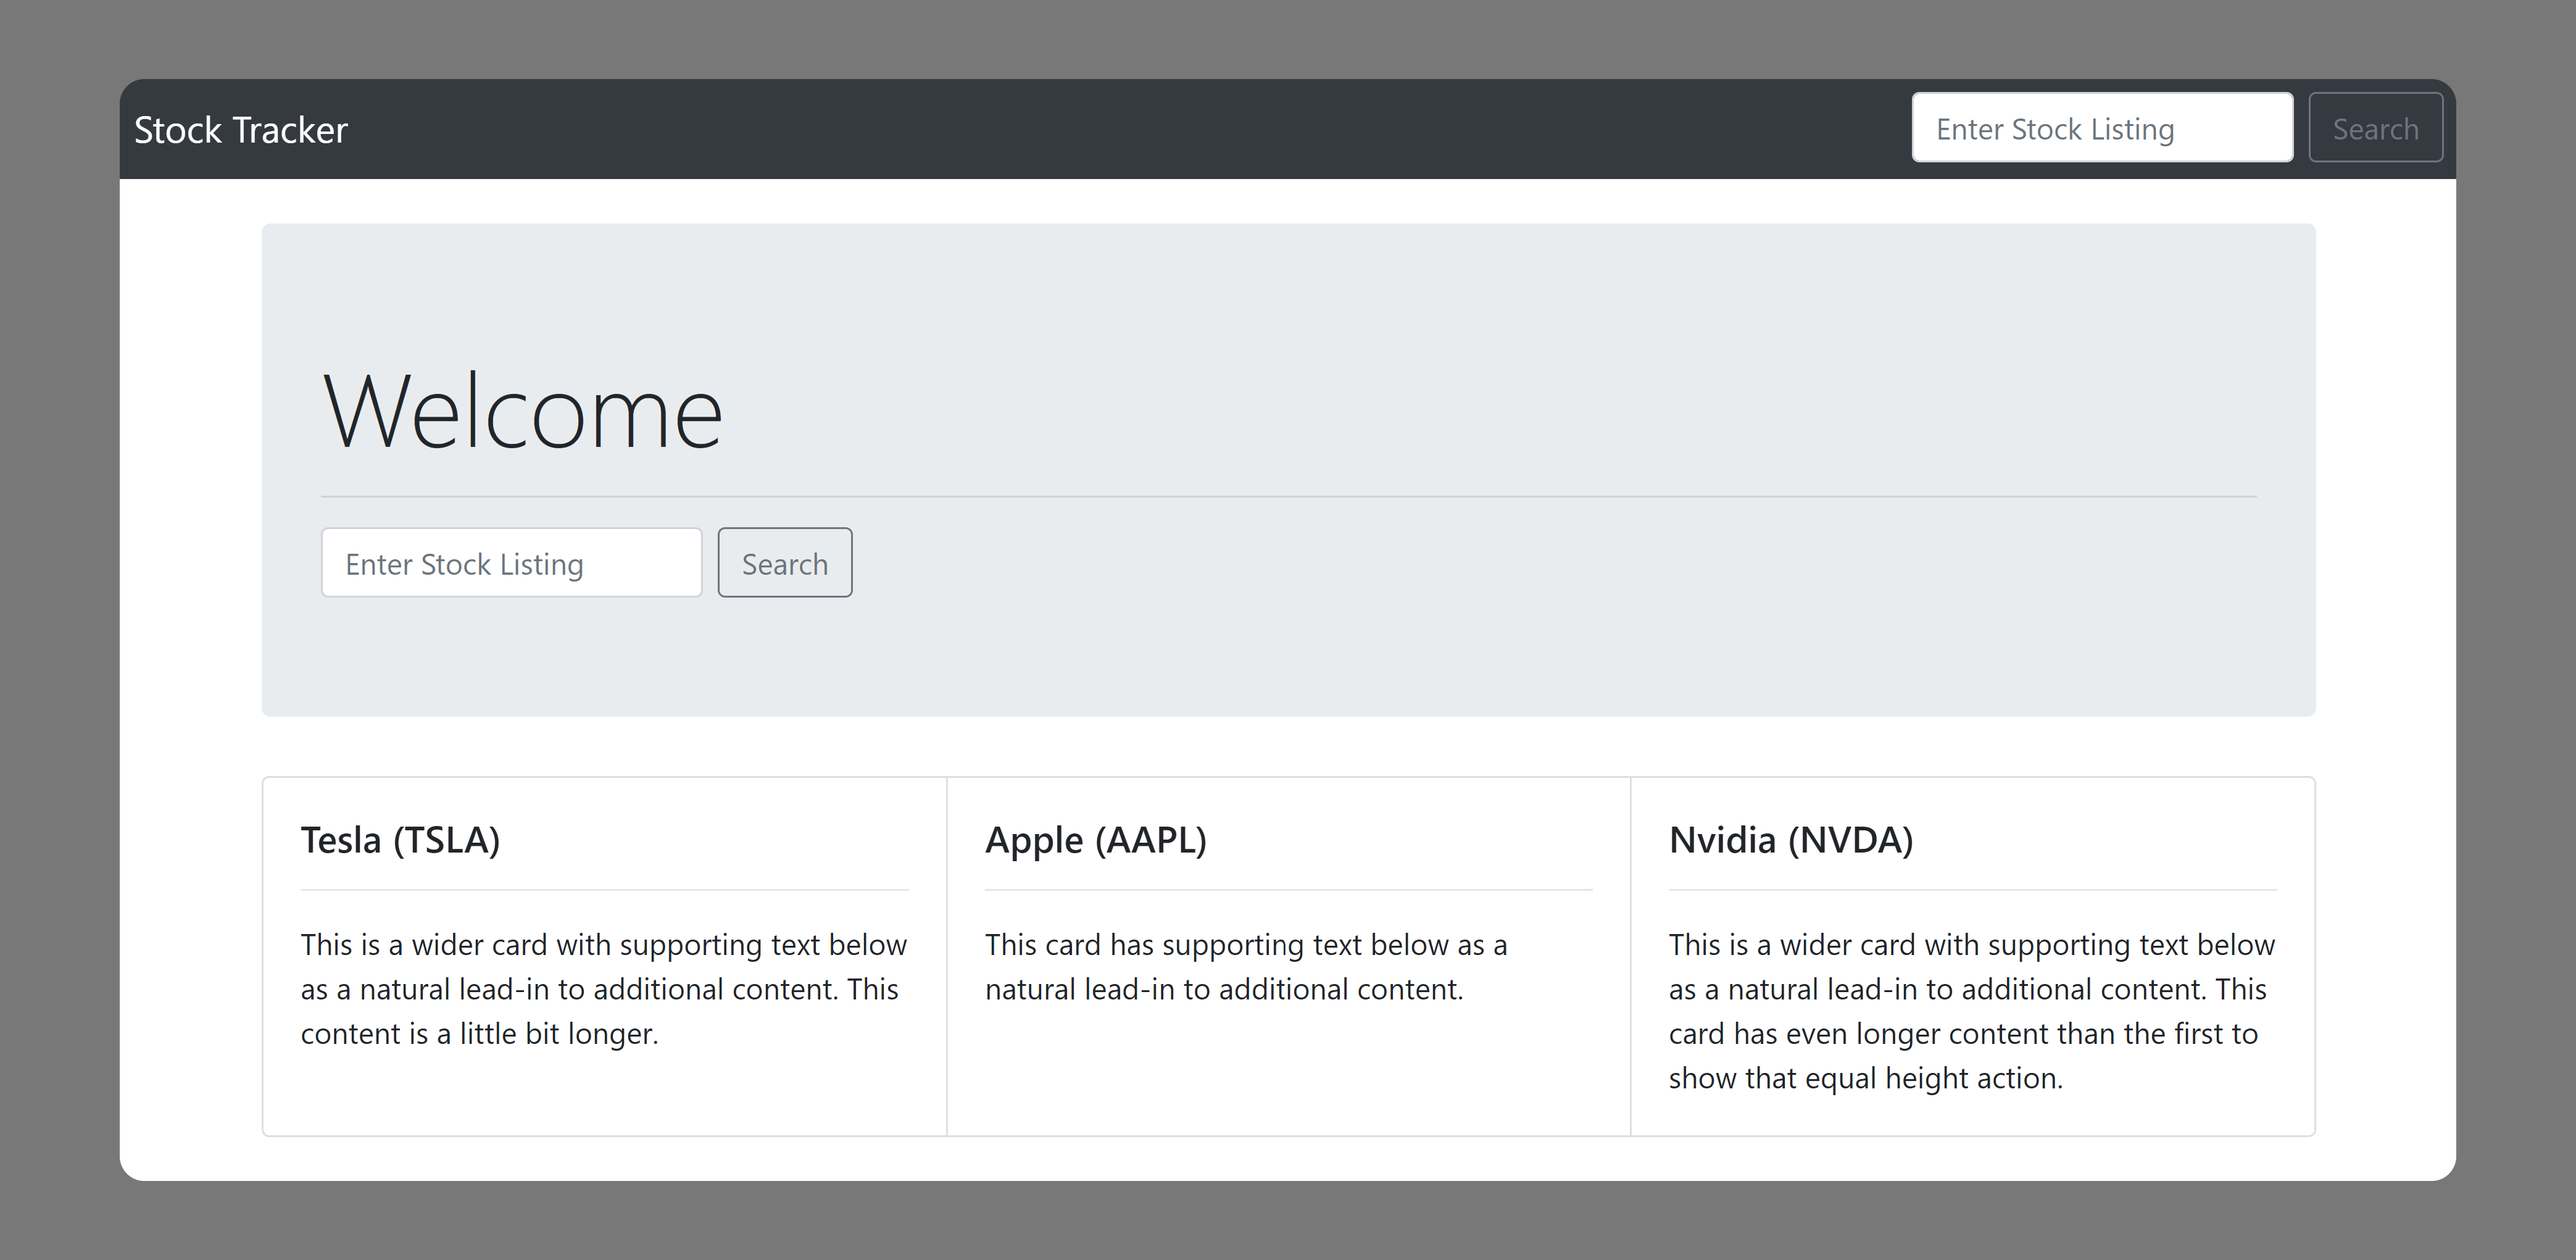 Stock Tracker
Enter Stock Listing
Search
Welcome
Enter Stock Listing
Search
Tesla (TSLA)
This is a wider card with supporting text below
as a natural lead-in to additional content. This
content is a little bit longer.
Apple (AAPL)
This card has supporting text below as a
natural lead-in to additional content.
Nvidia (NVDA)
This is a wider card with supporting text below
as a natural lead-in to additional content. This
card has even longer content than the first to
show that equal height action.